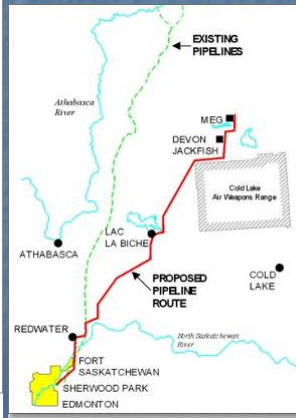 EXISTING
PIPELINES
Athabasca
River
MEG
DEVON
JACKFISH
Cold Lake
Air Weapons Range
LAC
LA BICHE
ATHABASCA
PROPOSED
PIPELINE
ROUTE
COLD
LAKE
REDWATER
North Saskatchewan
River
FORT
SASKATCHEWAN
SHERWOOD PARK
EDMONTON